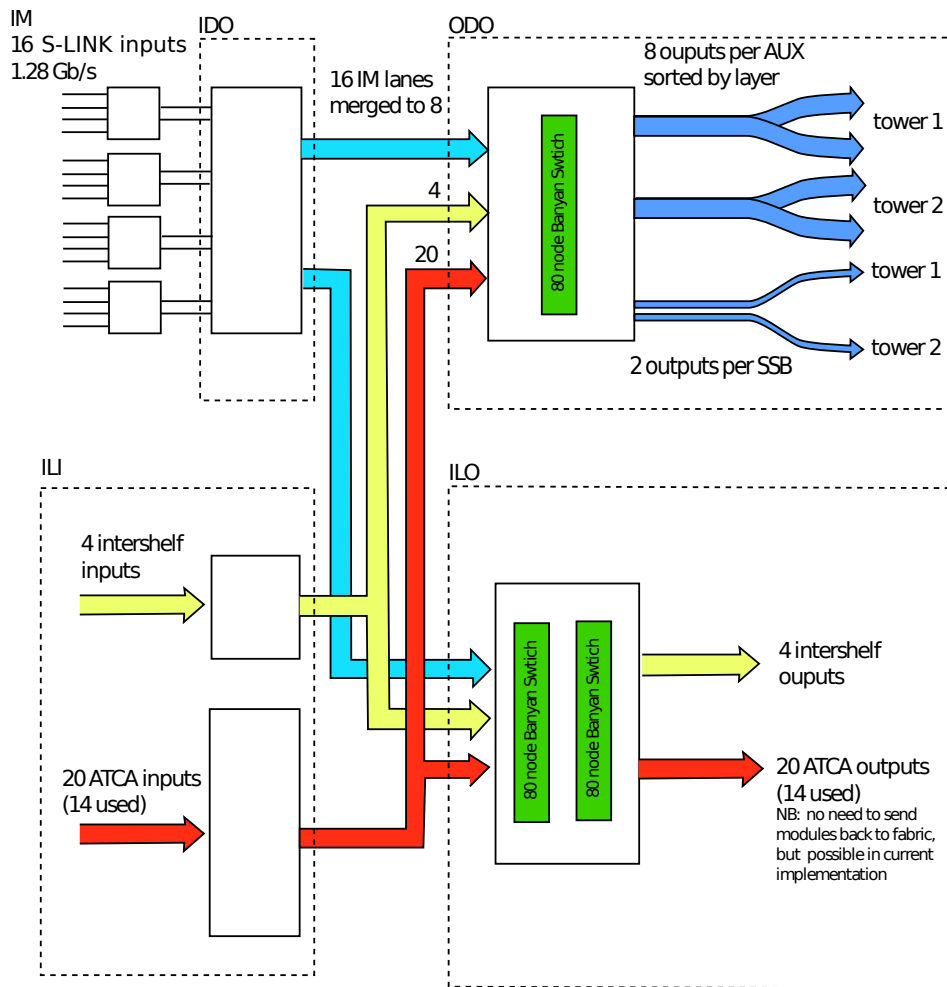 IM
16 S-LINK inputs
1.28 Gb/s
IDO
16 IM lanes
merged to 8
4
20
ODO
80 node Banyan Swtich
8 ouputs per AUX
sorted by layer
tower 1
tower 2
tower 1
tower 2
2 outputs per SSB
ILI
4 intershelf
inputs
20 ATCA inputs
(14 used)
ILO
80 node Banyan Swtich
80 node Banyan Swtich
4 intershelf
ouputs
20 ATCA outputs
(14 used)
NB: no need to send
modules back to fabric,
but possible in current
implementation